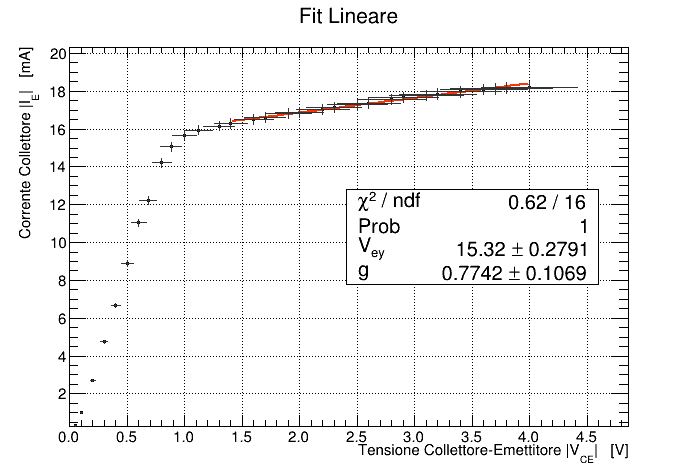 Fit Lineare
Corrente Collettore |I_E| [mA]
20
18
16
14
12
10
8
6
4
2
χ² / ndf 0.62 / 16
Prob 1
V_ey 15.32 ± 0.2791
g 0.7742 ± 0.1069
0.0 0.5 1.0 1.5 2.0 2.5 3.0 3.5 4.0 4.5
Tensione Collettore-Emettitore |V_CE| [V]